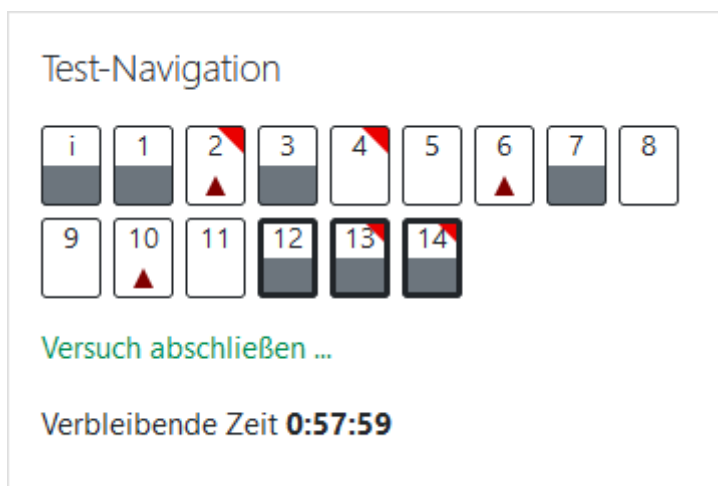 Test-Navigation
i 1 2 3 4 5 6 7 8
9 10 11 12 13 14
Versuch abschließen ...
Verbleibende Zeit 0:57:59